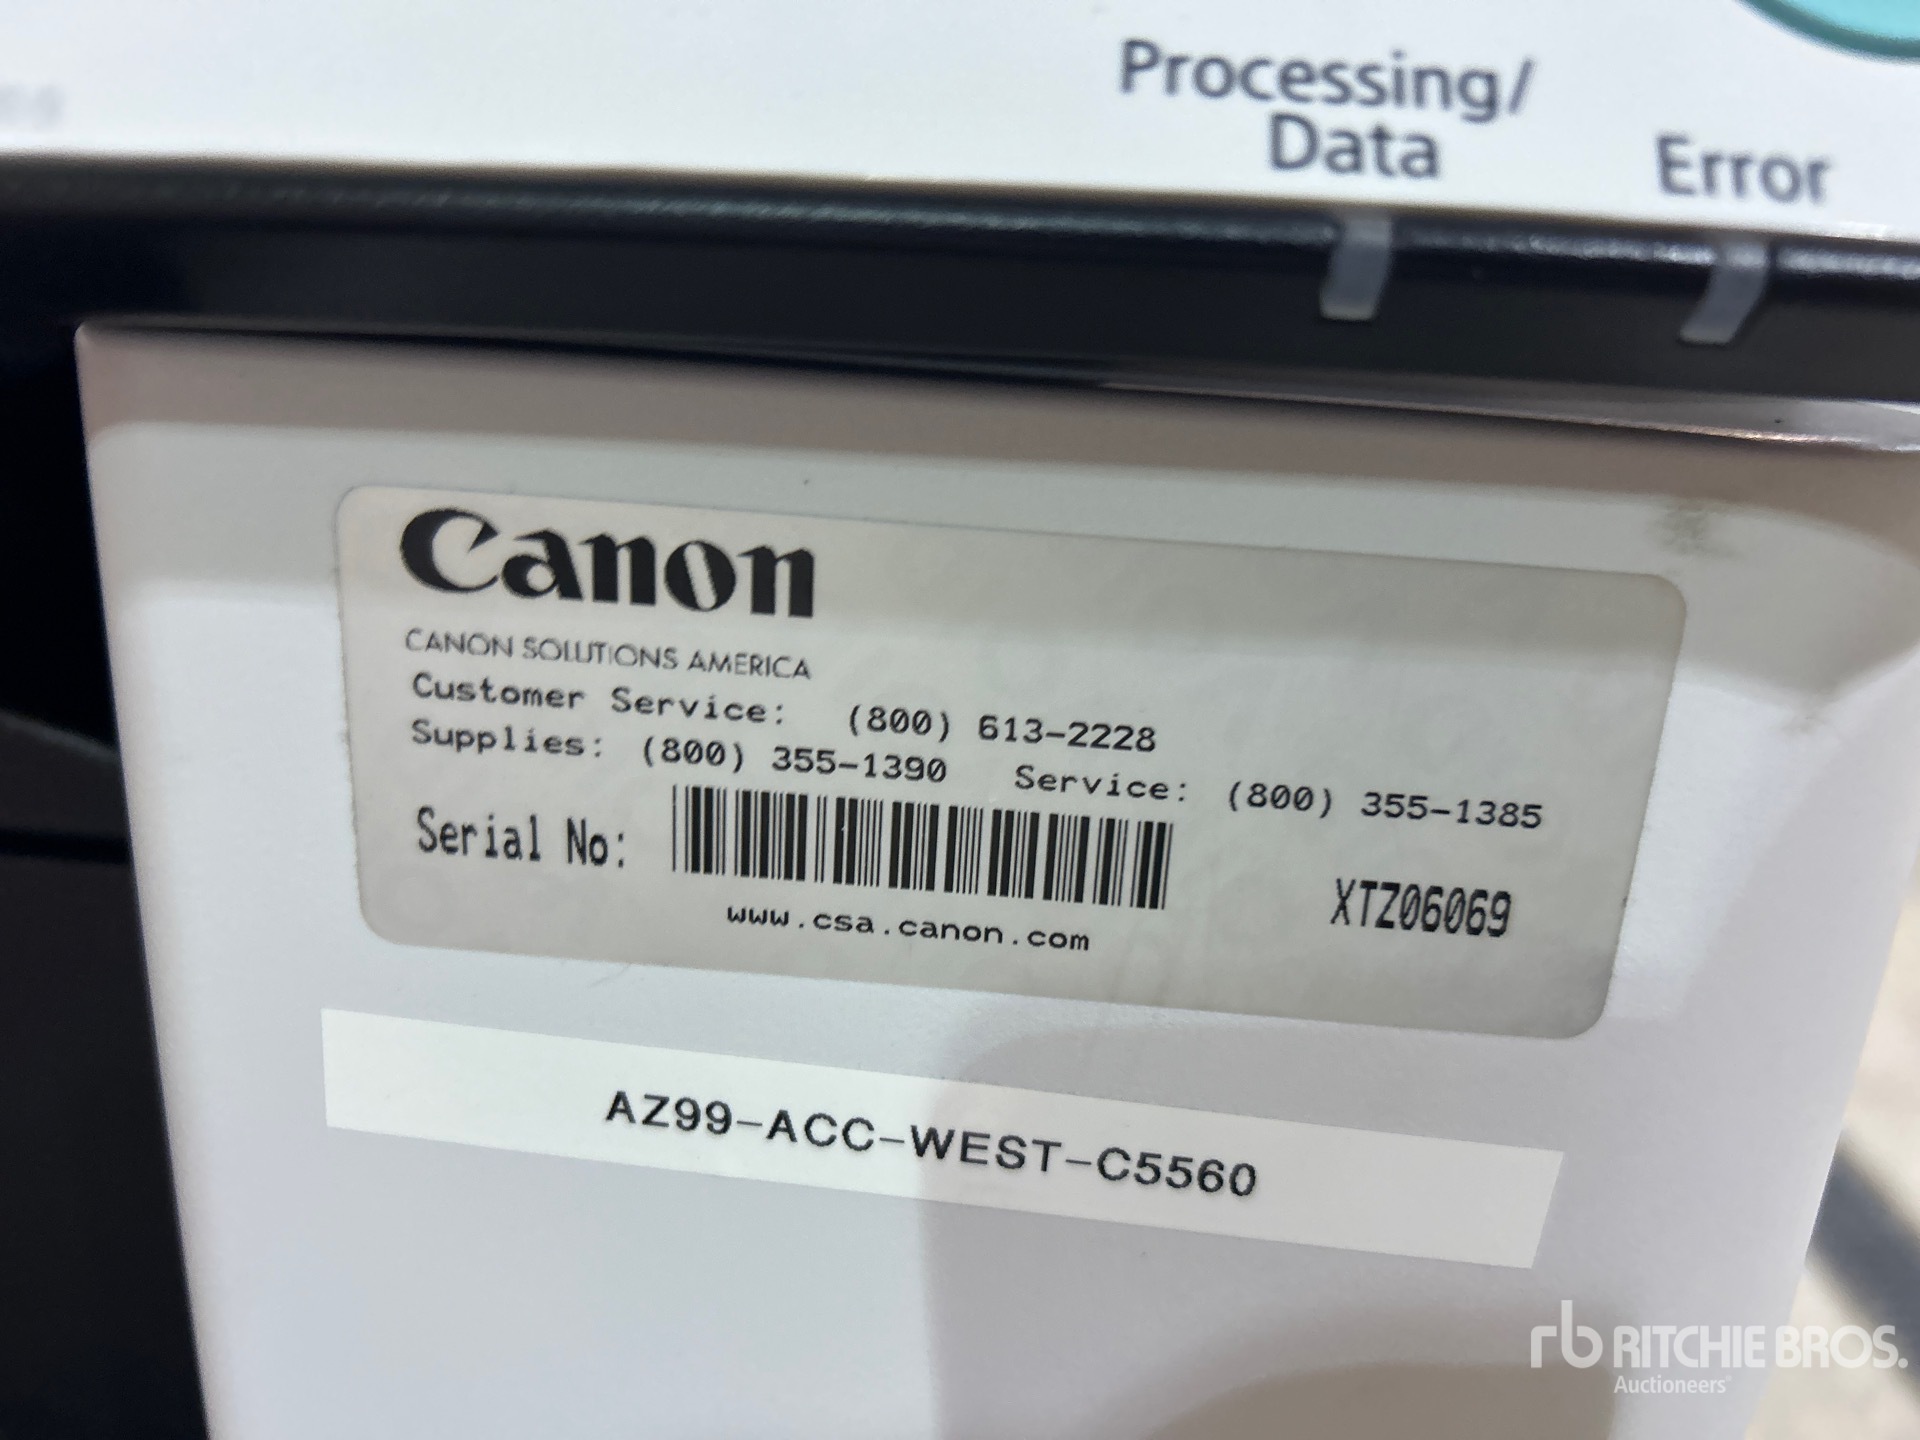 Processing/
Data
Error
Canon
CANON SOLUTIONS AMERICA
Customer Service: (800) 613-2228
Supplies: (800) 355-1390 Service: (800) 355-1385
Serial No: XTZ06069
www.csa.canon.com
AZ99-ACC-WEST-C5560
rb RITCHIE BROS.
Auctioneers